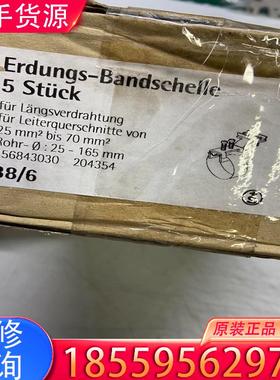 手货源
Erdungs-Bandschelle
5 Stück
für Längsverdrahtung
für Leiterquerschnitte von
25 mm² bis 70 mm²
Rohr- Ø : 25 - 165 mm
56843030 204354
38/6
修
询
原装正品
1855956297